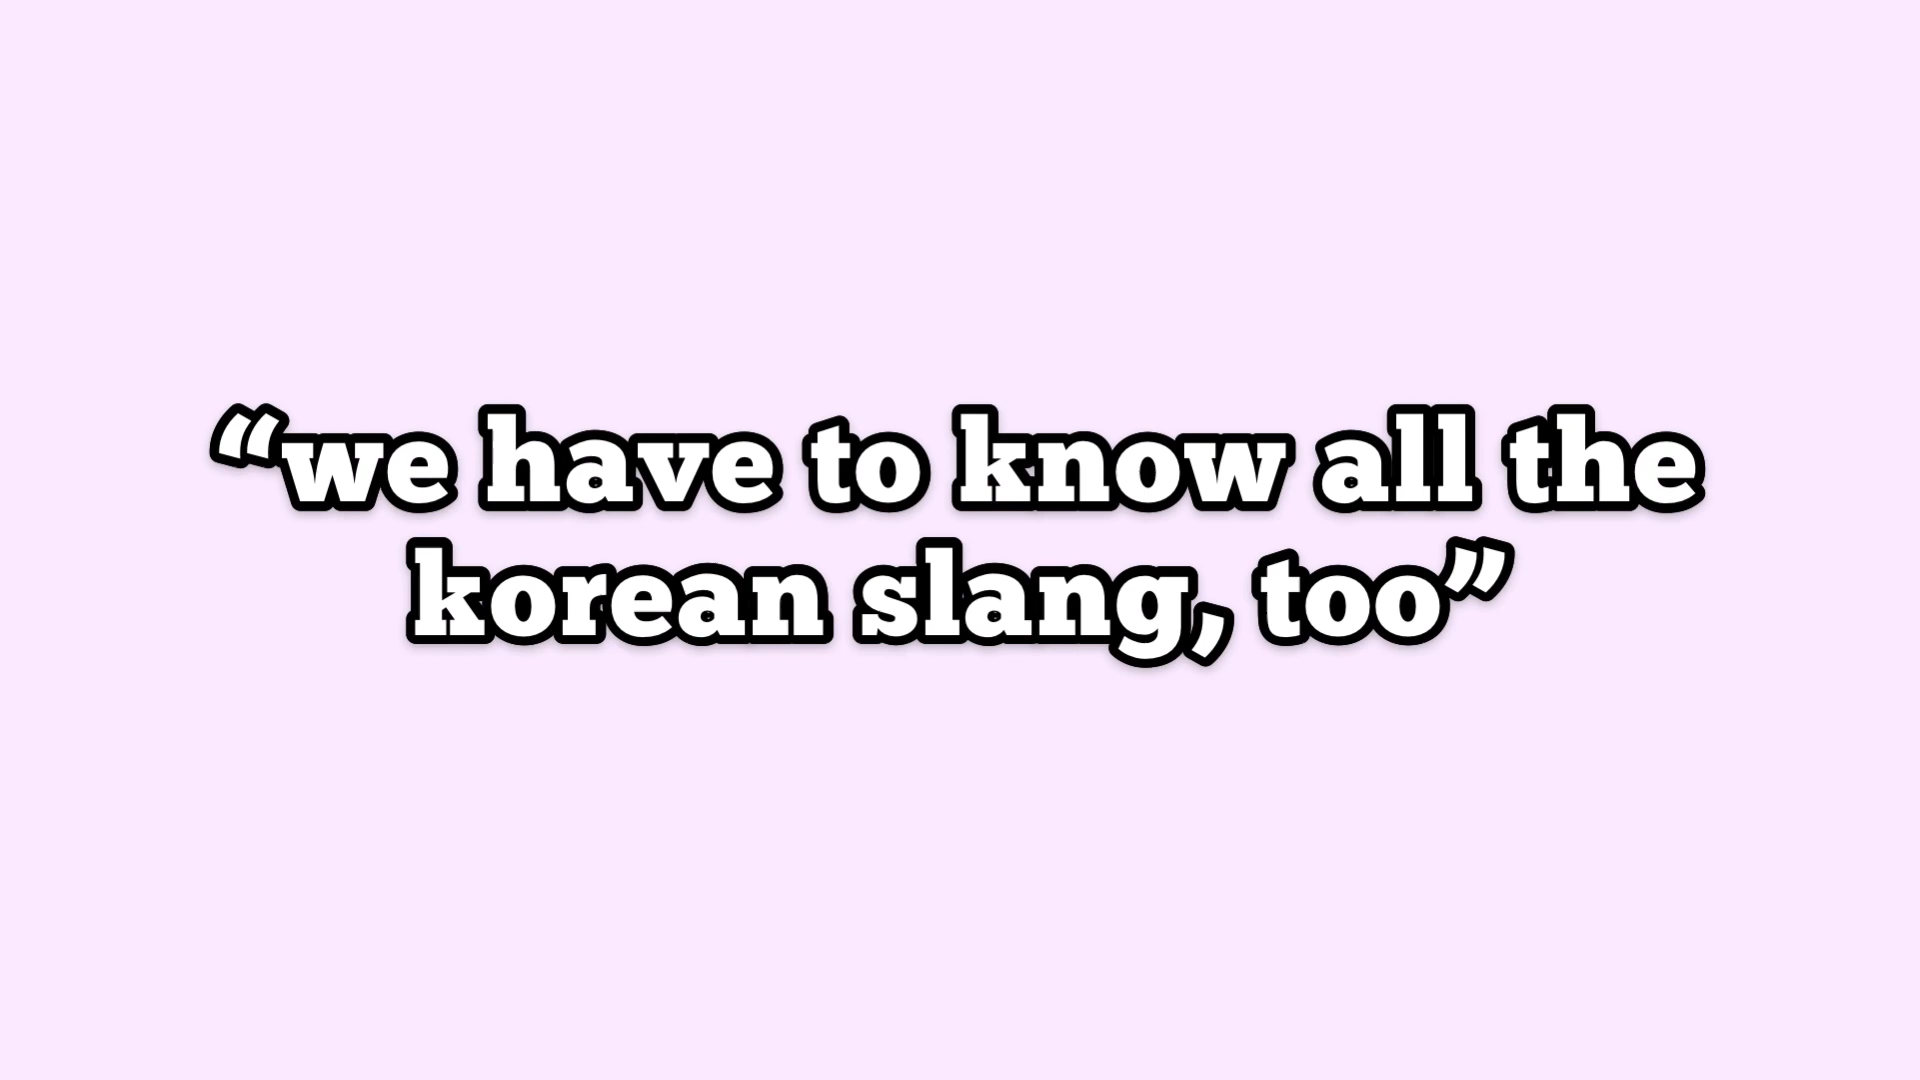 “we have to know all the
korean slang, too”